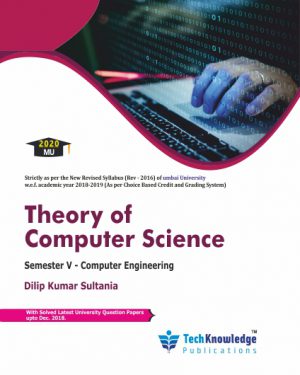 2020
MU
Strictly as per the New Revised Syllabus (Rev - 2016) of umbai University
w.e.f. academic year 2018-2019 (As per Choice Based Credit and Grading System)
Theory of
Computer Science
Semester V - Computer Engineering
Dilip Kumar Sultania
With Solved Latest University Question Papers
upto Dec. 2018.
TechKnowledge™
Publications